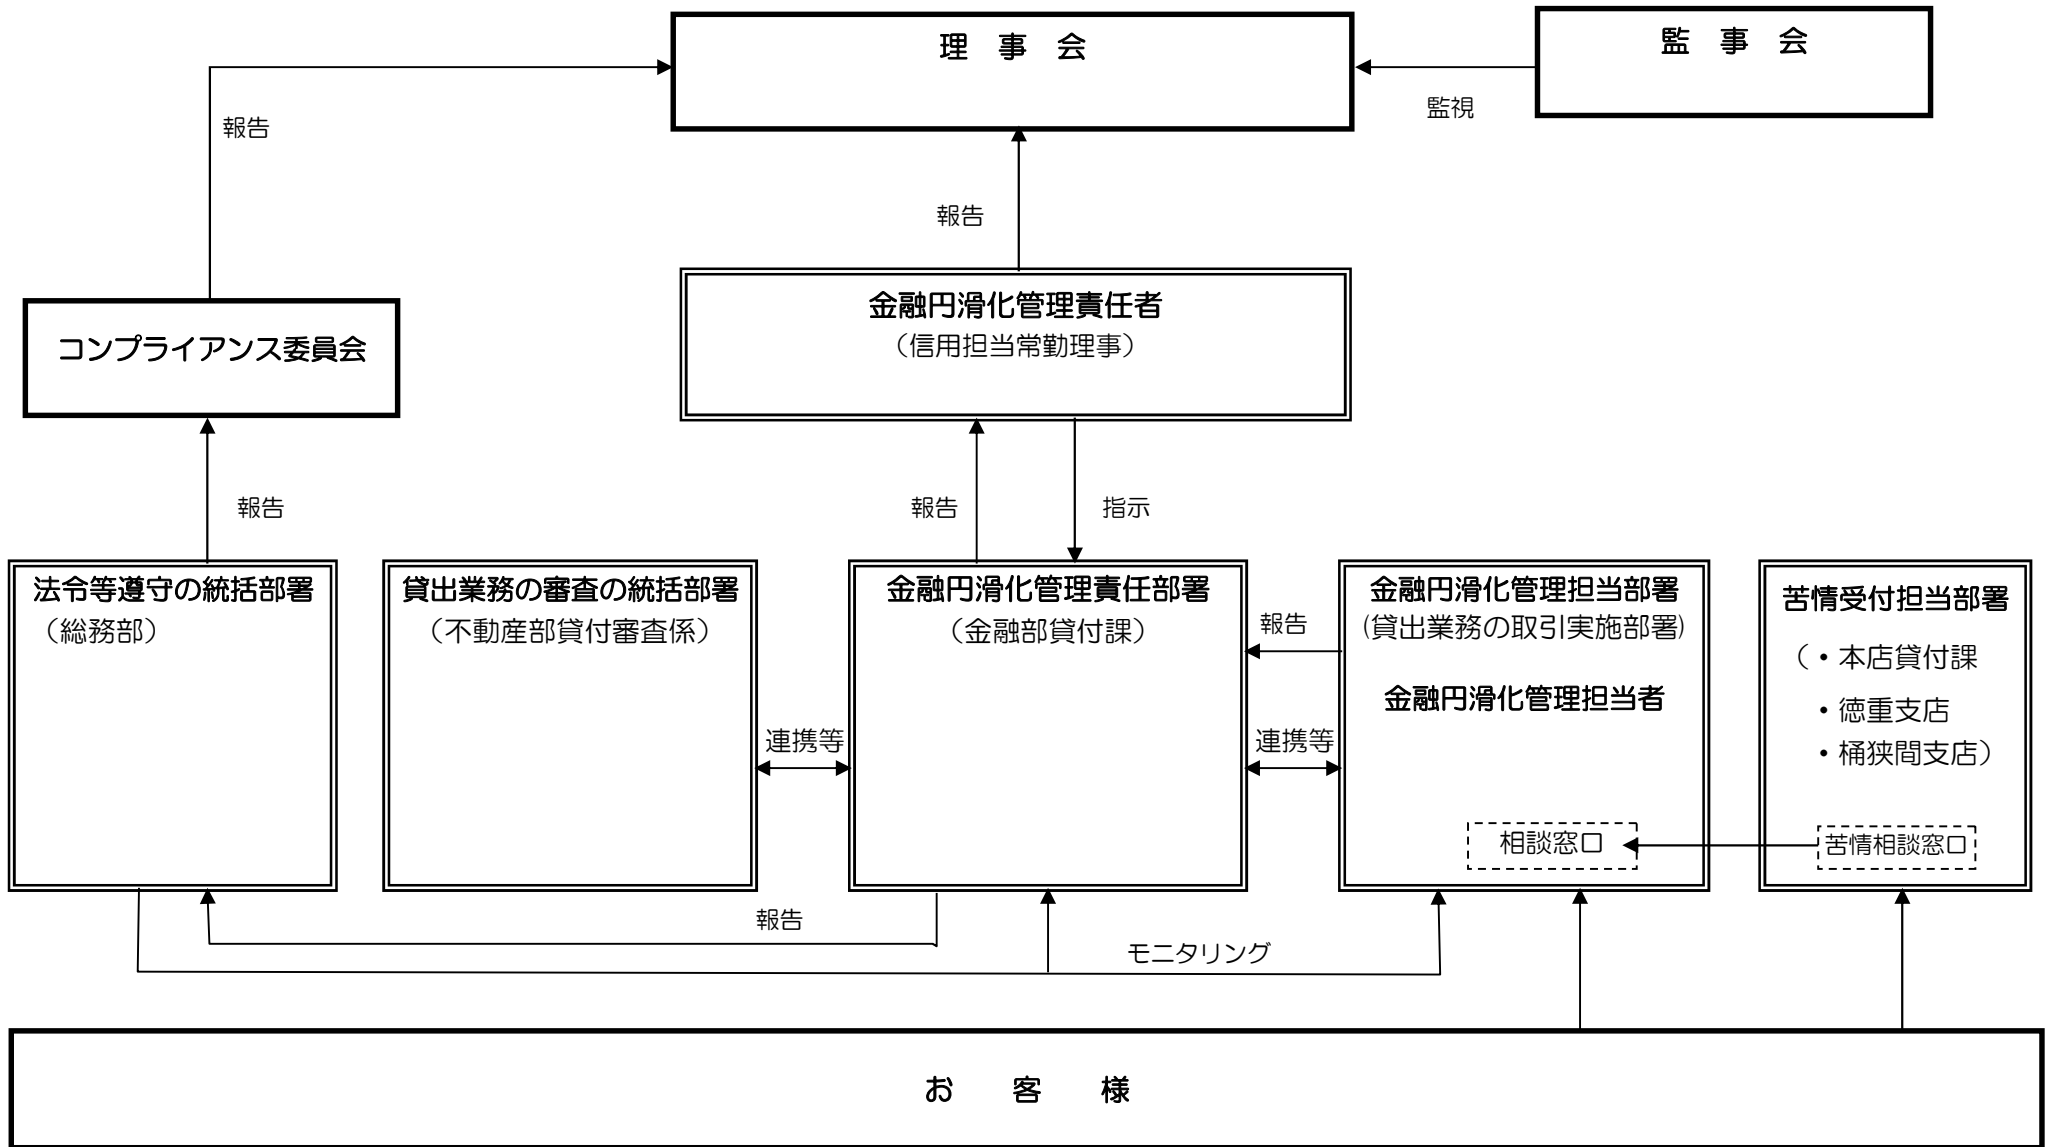 理　事　会
監　事　会
監視
報告
報告
金融円滑化管理責任者
（信用担当常勤理事）
コンプライアンス委員会
報告
報告
指示
法令等遵守の統括部署
（総務部）
貸出業務の審査の統括部署
（不動産部貸付審査係）
金融円滑化管理責任部署
（金融部貸付課）
報告
連携等
連携等
金融円滑化管理担当部署
(貸出業務の取引実施部署)
金融円滑化管理担当者
相談窓口
苦情受付担当部署
（・本店貸付課
・徳重支店
・桶狭間支店）
苦情相談窓口
報告
モニタリング
お　客　様